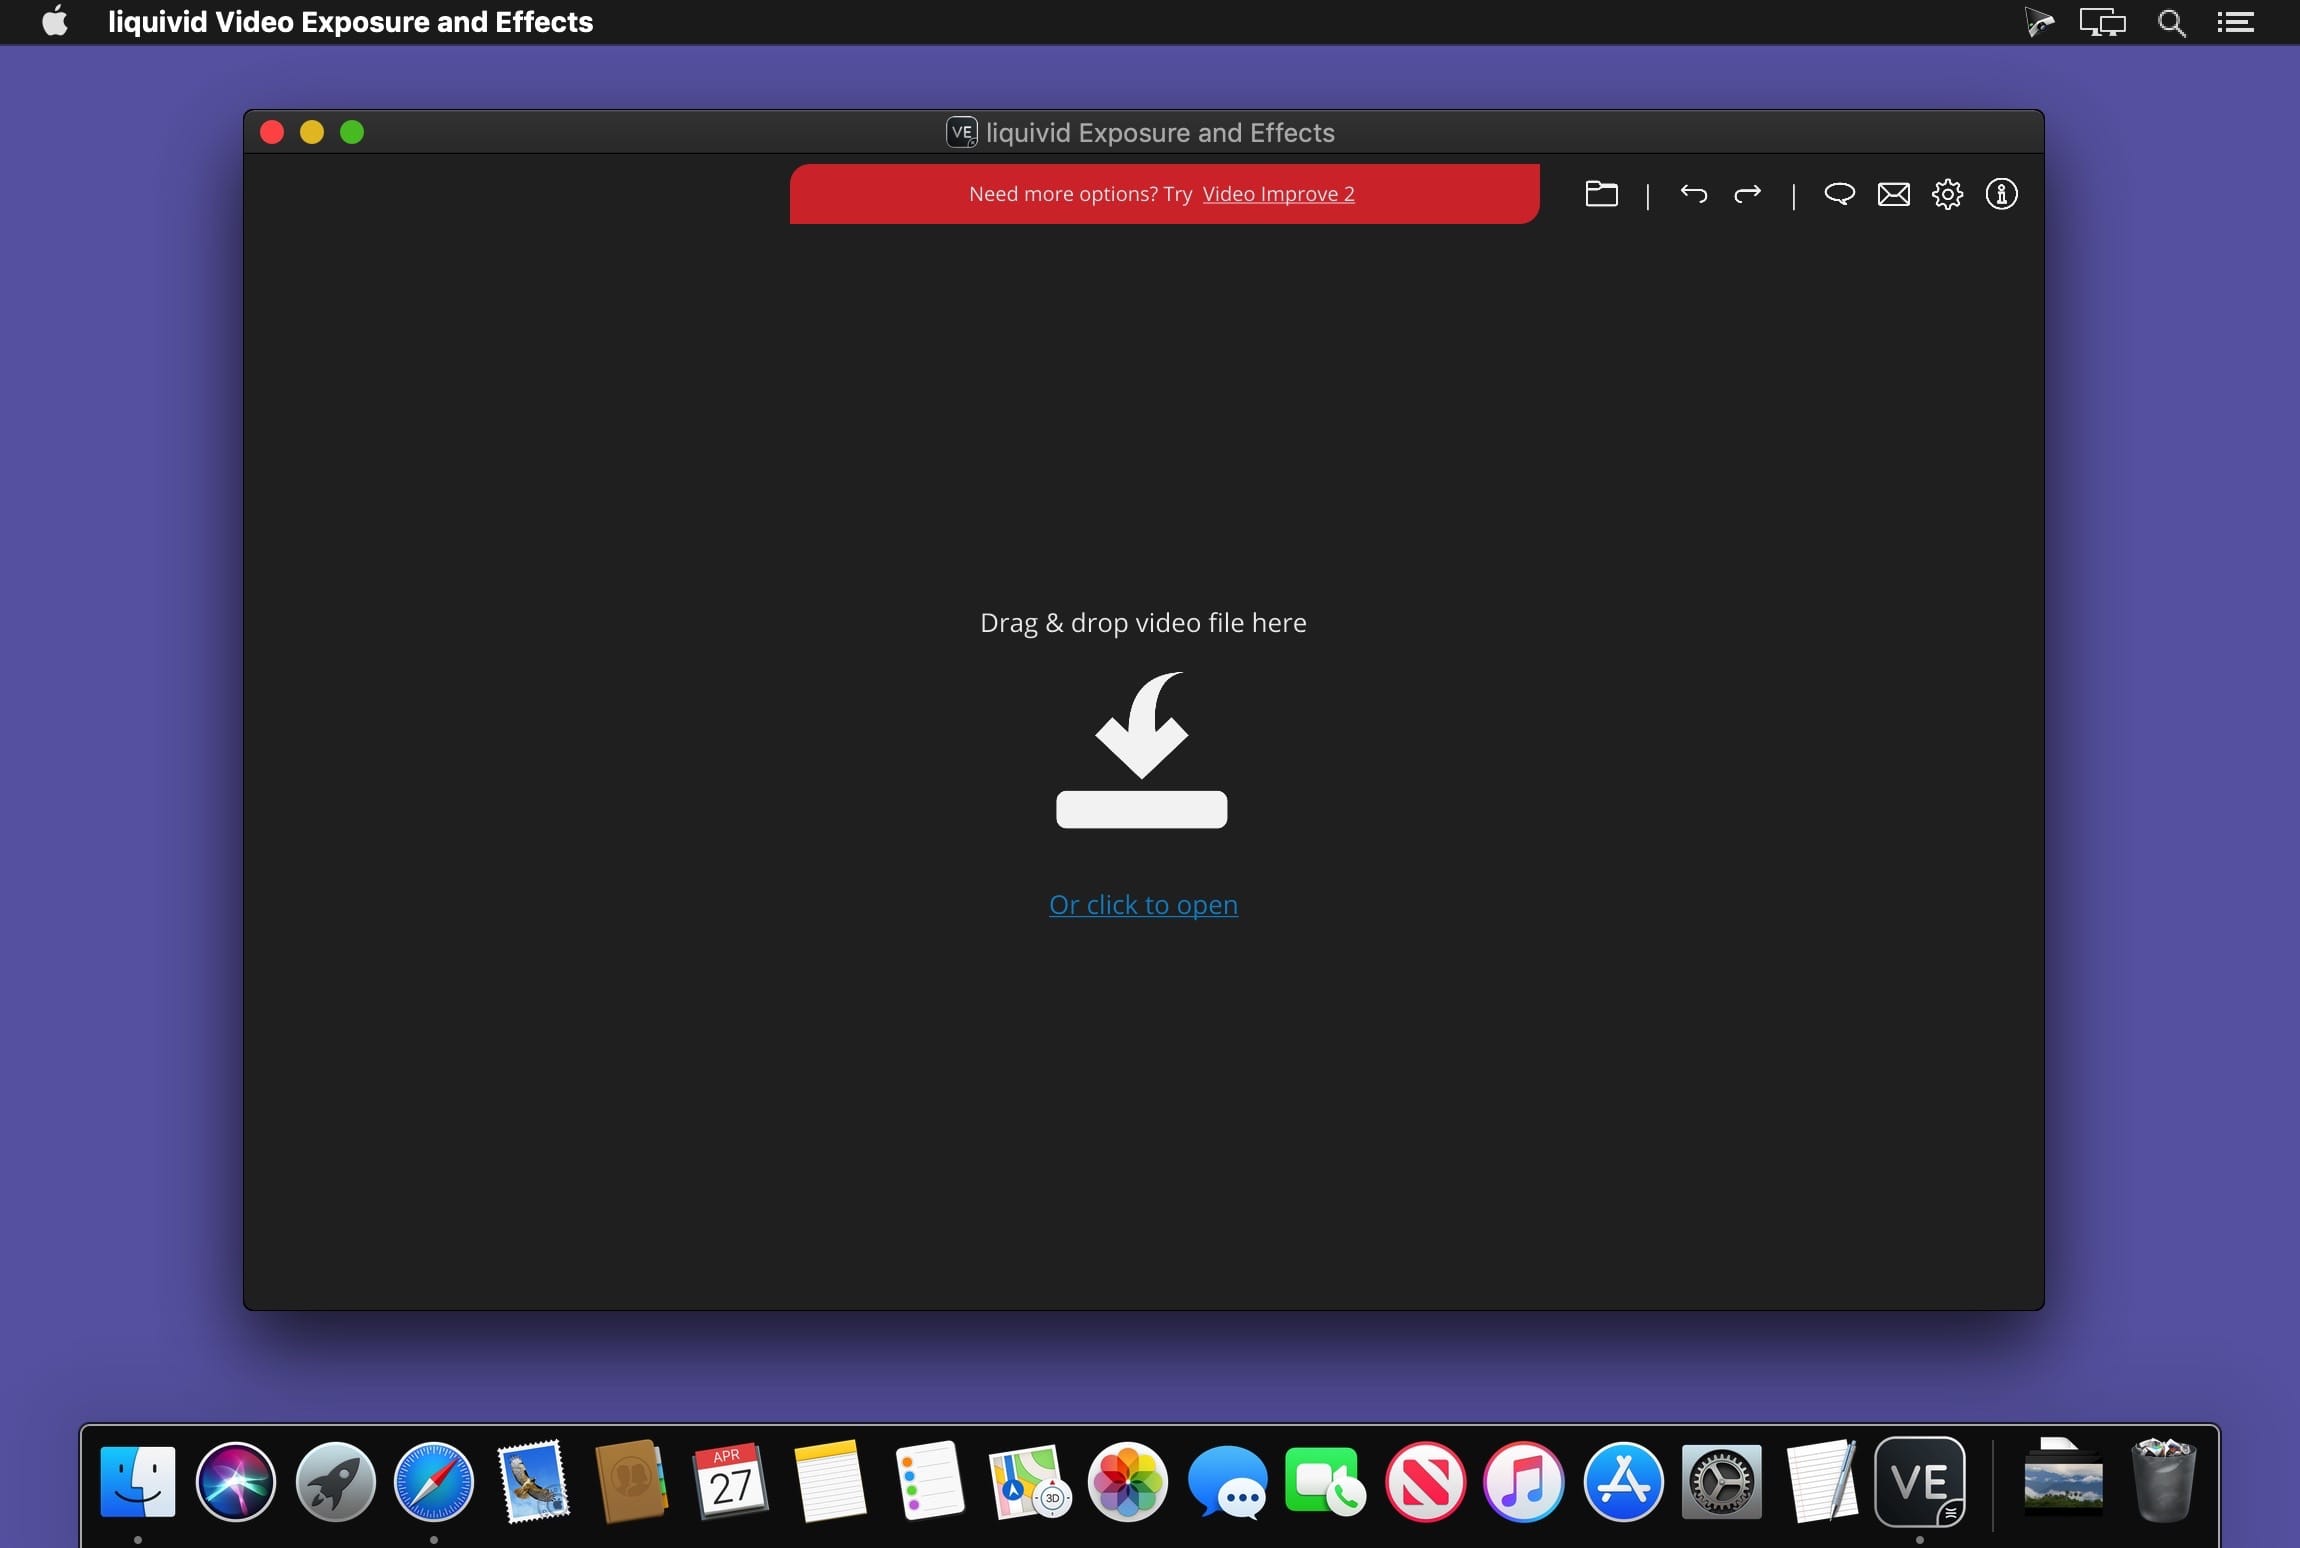 liquivid Video Exposure and Effects
VE liquivid Exposure and Effects
Need more options? Try Video Improve 2
Drag & drop video file here
Or click to open
APR
27
3D
VE